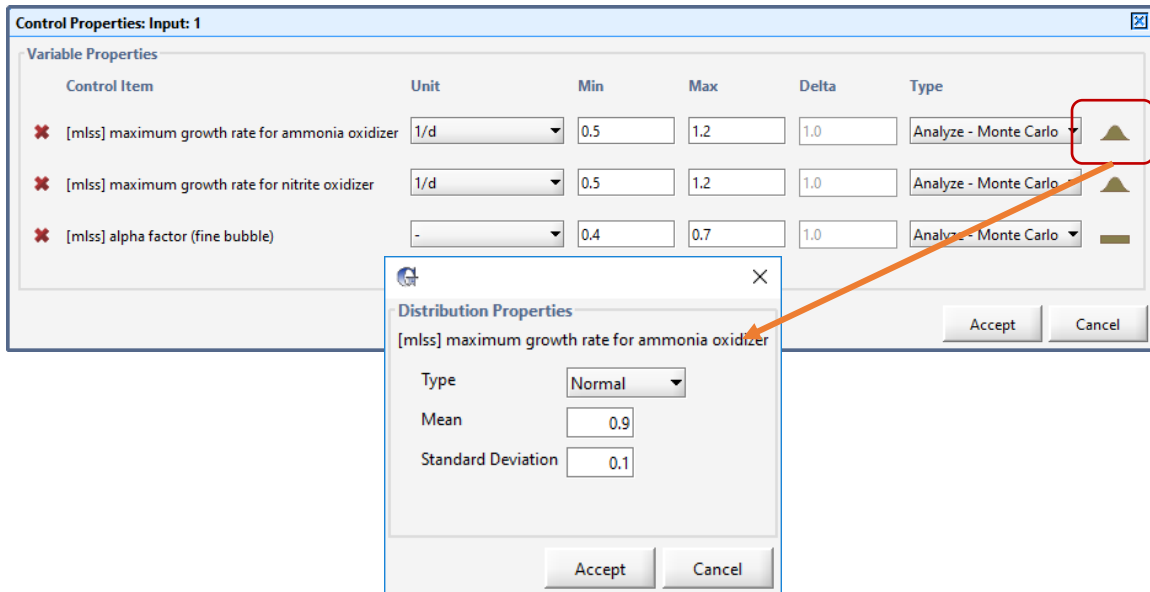 Control Properties: Input: 1
Variable Properties
Control Item Unit Min Max Delta Type
[mlss] maximum growth rate for ammonia oxidizer 1/d 0.5 1.2 1.0 Analyze - Monte Carlo
[mlss] maximum growth rate for nitrite oxidizer 1/d 0.5 1.2 1.0 Analyze - Monte Carlo
[mlss] alpha factor (fine bubble) - 0.4 0.7 1.0 Analyze - Monte Carlo
Accept Cancel
Distribution Properties
[mlss] maximum growth rate for ammonia oxidizer
Type Normal
Mean 0.9
Standard Deviation 0.1
Accept Cancel